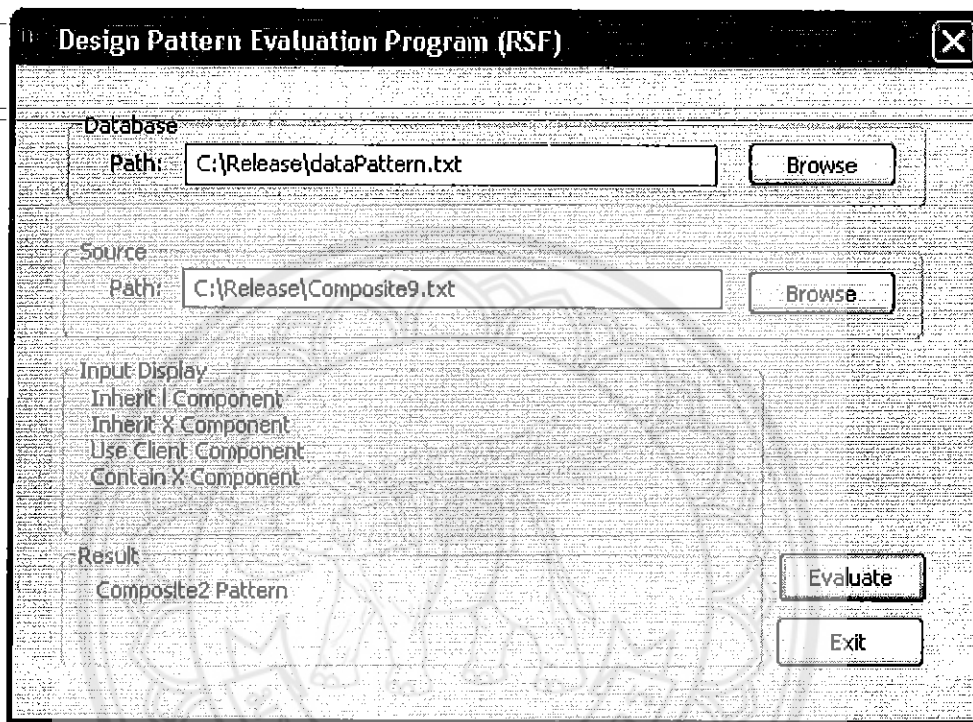 Design Pattern Evaluation Program (RSF)
Database
Path: C:\Release\dataPattern.txt Browse
Source
Path: C:\Release\Composite9.txt Browse
Input Display
Inherit I Component
Inherit X Component
Use Client Component
Contain X Component
Result
Composite2 Pattern
Evaluate
Exit